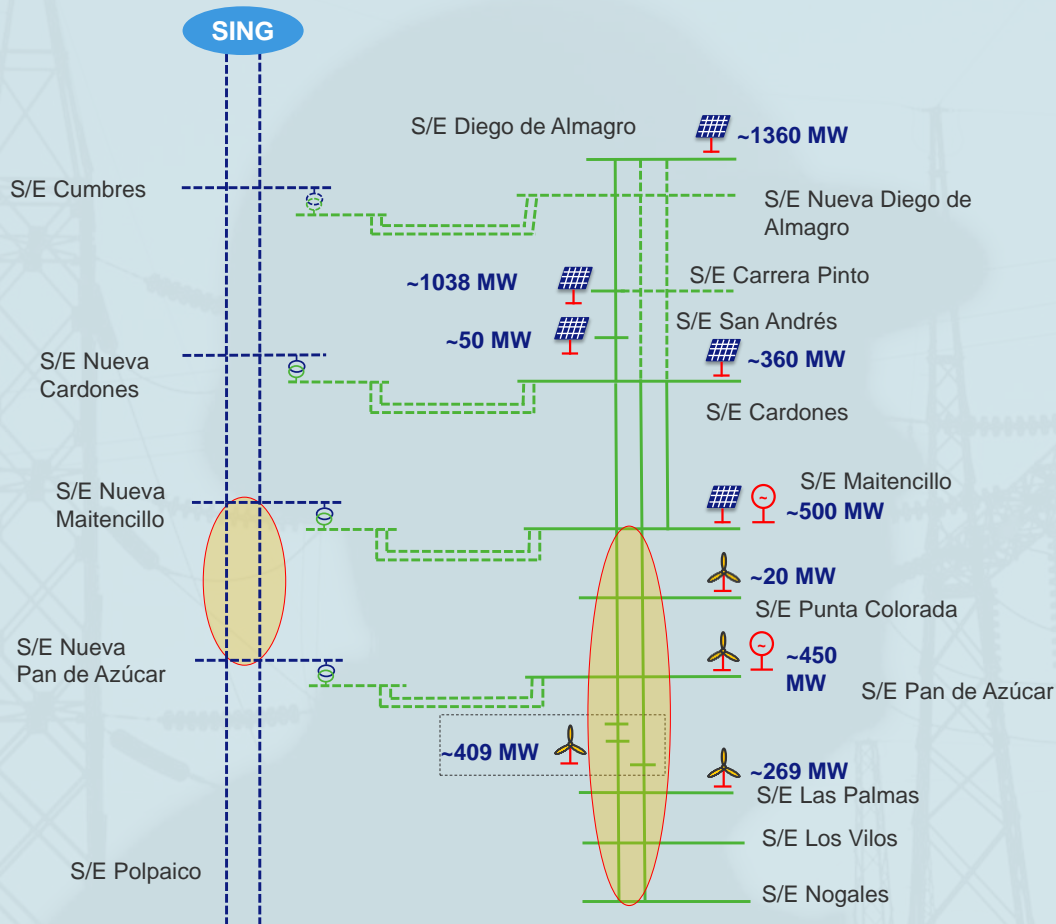 SING
S/E Diego de Almagro
~1360 MW
S/E Cumbres
S/E Nueva Diego de
Almagro
~1038 MW
S/E Carrera Pinto
~50 MW
S/E San Andrés
S/E Nueva
Cardones
~360 MW
S/E Cardones
S/E Nueva
Maitencillo
S/E Maitencillo
~
~500 MW
~20 MW
S/E Punta Colorada
S/E Nueva
Pan de Azúcar
~
~450
MW
S/E Pan de Azúcar
~409 MW
~269 MW
S/E Las Palmas
S/E Los Vilos
S/E Polpaico
S/E Nogales